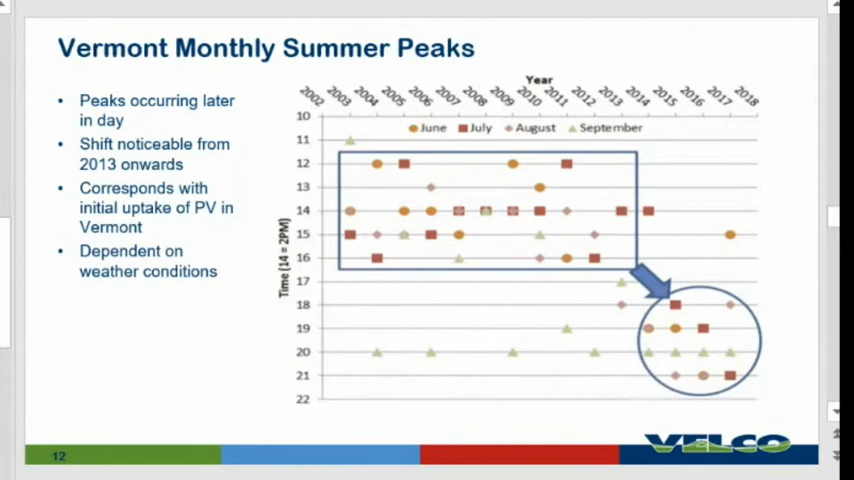 Vermont Monthly Summer Peaks
• Peaks occurring later
in day
• Shift noticeable from
2013 onwards
• Corresponds with
initial uptake of PV in
Vermont
• Dependent on
weather conditions
Year
2002 2003 2004 2005 2006 2007 2008 2009 2010 2011 2012 2013 2014 2015 2016 2017 2018
June July August September
Time (14 = 2PM)
10
11
12
13
14
15
16
17
18
19
20
21
22
12
VELCO